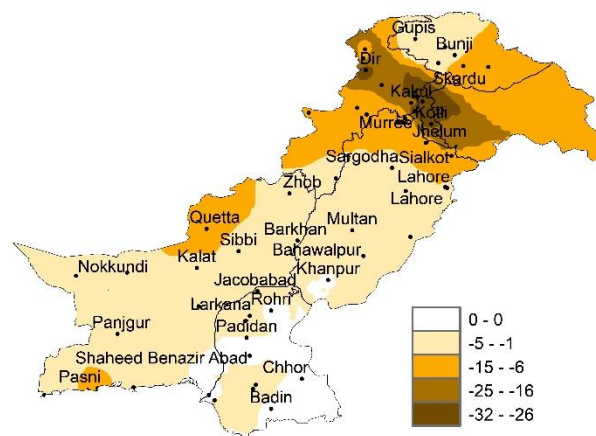 Gupis
Bunji
Dir
Skardu
Kakul
Kotli
Murree
Jhelum
Sargodha Sialkot
Zhob
Lahore
Lahore
Quetta
Barkhan Multan
Sibbi
Bahawalpur
Nokkundi
Kalat
Khanpur
Jacobabad
Larkana Rohri
Panjgur
Padidan
Shaheed Benazir Abad
Chhor
Pasni
Badin
0 - 0
-5 - -1
-15 - -6
-25 - -16
-32 - -26